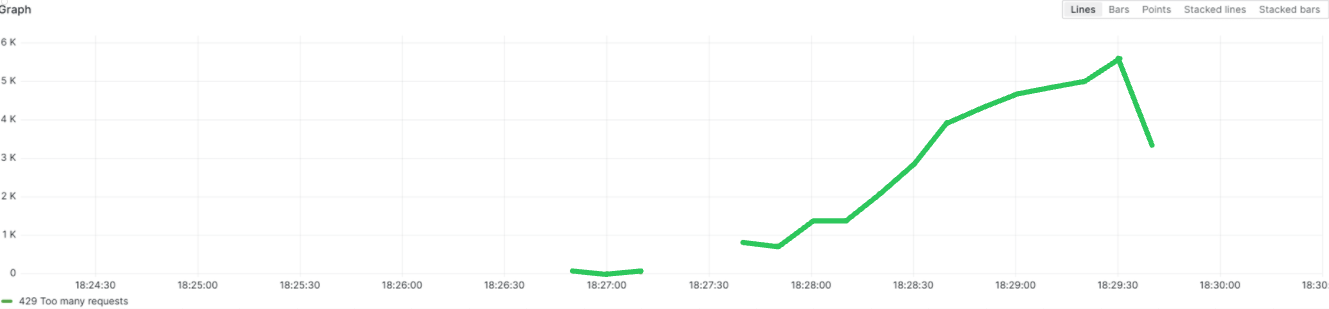 Graph
Lines Bars Points Stacked lines Stacked bars
6 K
5 K
4 K
3 K
2 K
1 K
0
18:24:30 18:25:00 18:25:30 18:26:00 18:26:30 18:27:00 18:27:30 18:28:00 18:28:30 18:29:00 18:29:30 18:30:00 18:30:
429 Too many requests